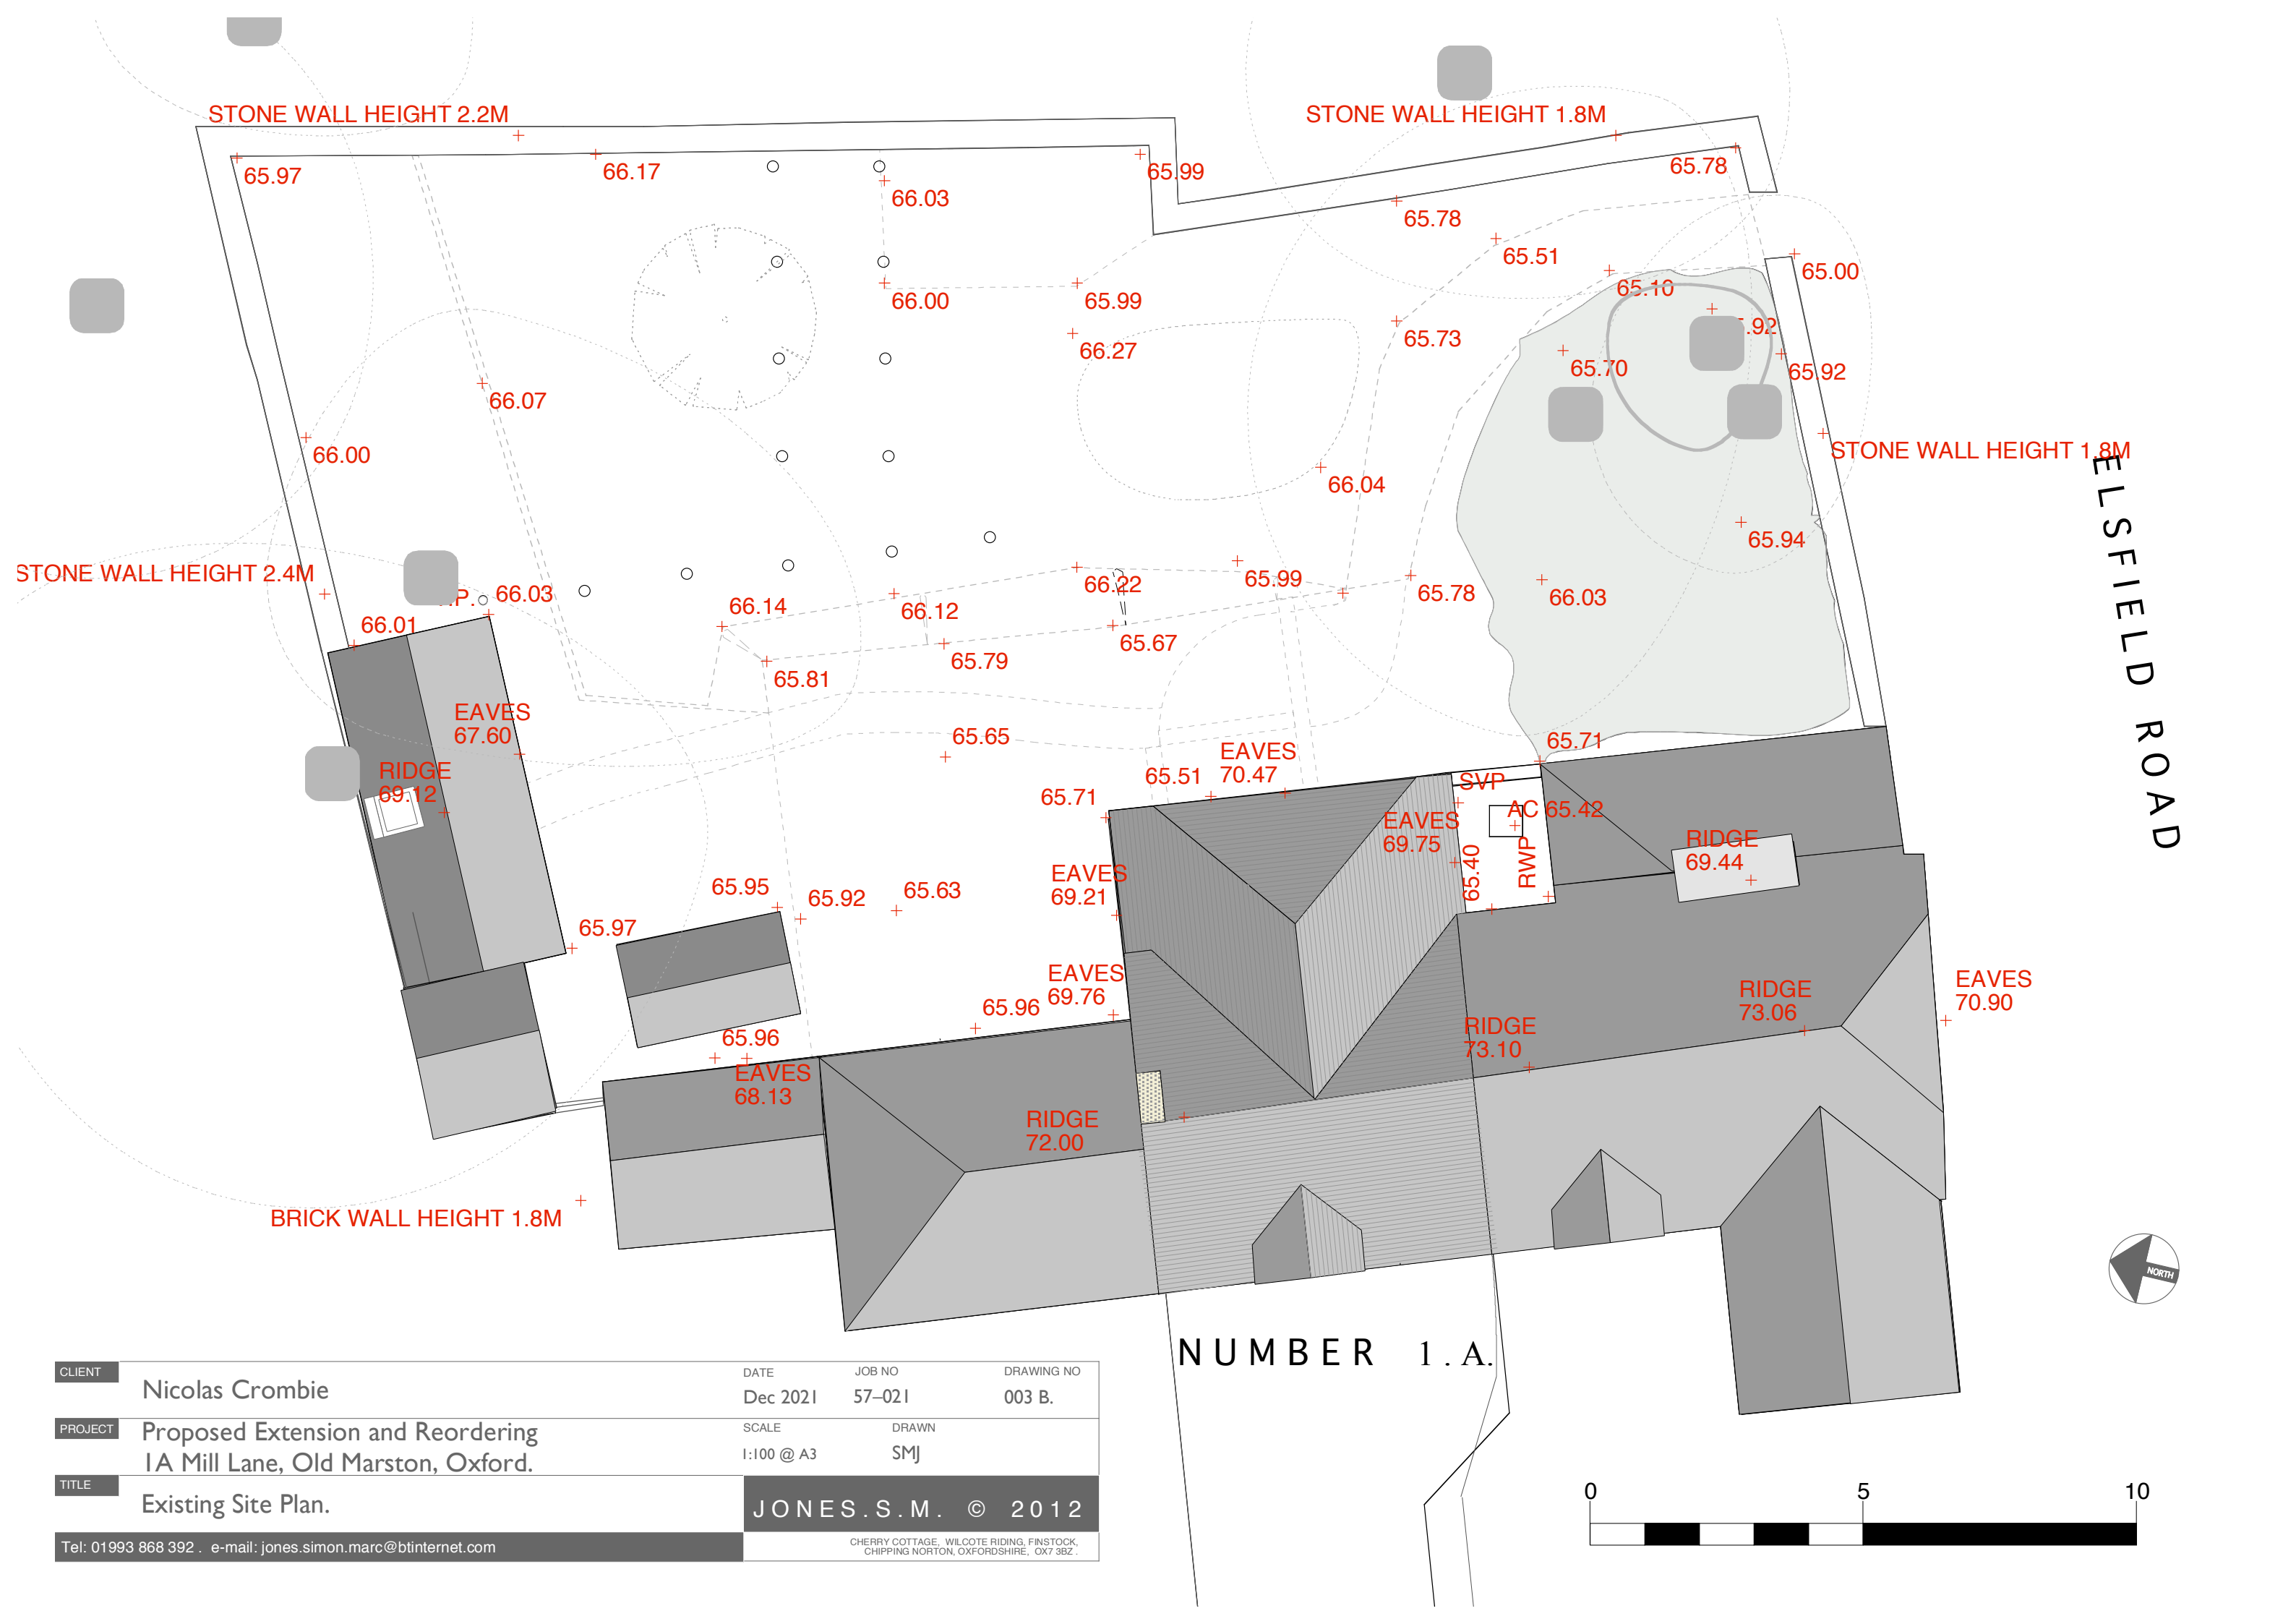 STONE WALL HEIGHT 2.2M
STONE WALL HEIGHT 1.8M
65.97
66.17
66.03
65.99
65.78
65.78
65.51
65.00
65.10
66.00
65.99
66.27
65.73
.92
65.70
65.92
66.07
66.00
STONE WALL HEIGHT 1.8M
66.04
ELSFIELD ROAD
65.94
STONE WALL HEIGHT 2.4M
P.
66.03
66.01
66.14
66.12
66.22
65.99
65.78
66.03
65.67
65.79
65.81
EAVES
67.60
65.65
65.71
EAVES
70.47
65.51
65.71
RIDGE
69.12
SVP
AC 65.42
EAVES
69.75
65.40
RWP
RIDGE
69.44
EAVES
69.21
65.95
65.92
65.63
65.97
EAVES
69.76
65.96
65.96
EAVES
68.13
RIDGE
72.00
RIDGE
73.10
RIDGE
73.06
EAVES
70.90
BRICK WALL HEIGHT 1.8M
NORTH
NUMBER 1.A.
CLIENT
Nicolas Crombie
DATE
Dec 2021
JOB NO
57–021
DRAWING NO
003 B.
PROJECT
Proposed Extension and Reordering
1A Mill Lane, Old Marston, Oxford.
SCALE
1:100 @ A3
DRAWN
SMJ
TITLE
Existing Site Plan.
JONES.S.M. © 2012
Tel: 01993 868 392 . e-mail: jones.simon.marc@btinternet.com
CHERRY COTTAGE, WILCOTE RIDING, FINSTOCK,
CHIPPING NORTON, OXFORDSHIRE, OX7 3BZ .
0 5 10